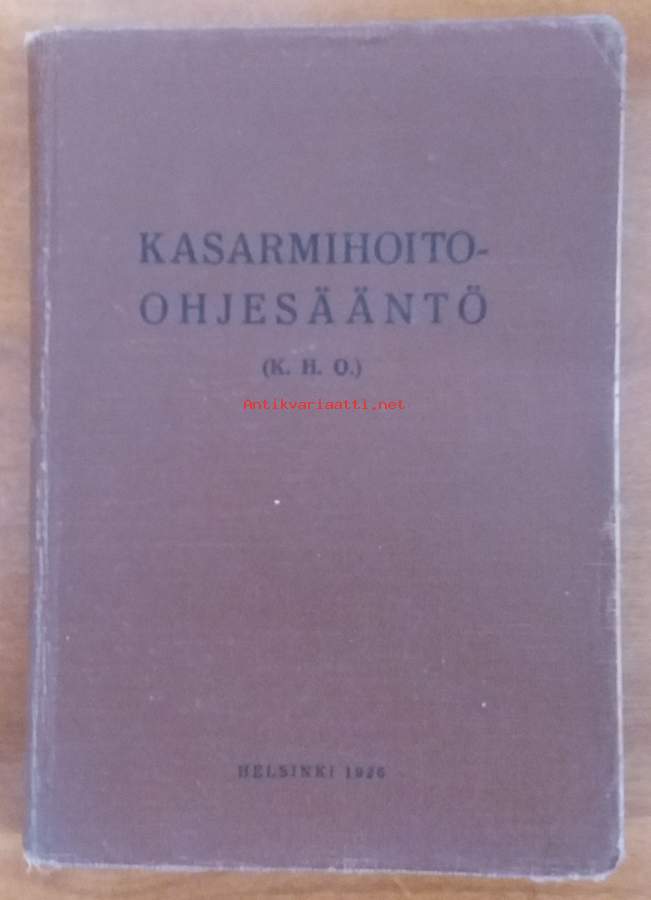 KASARMIHOITO-
OHJESÄÄNTÖ
(K. H. O.)
Antikvariaatti.net
HELSINKI 1926